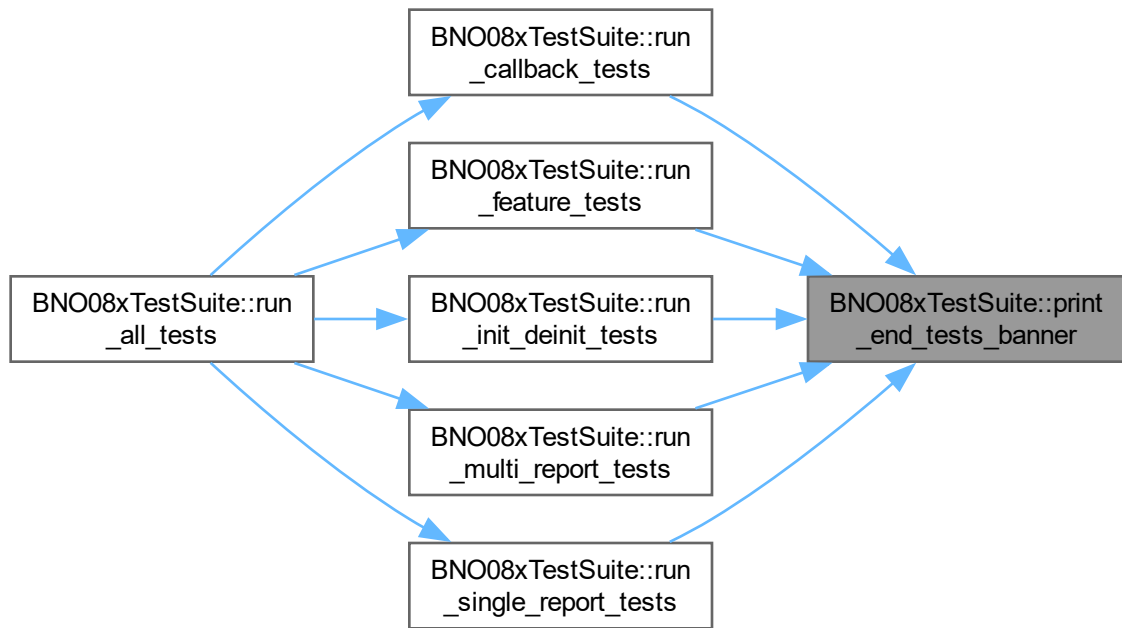 BNO08xTestSuite::run
_callback_tests
BNO08xTestSuite::run
_feature_tests
BNO08xTestSuite::run
_all_tests
BNO08xTestSuite::run
_init_deinit_tests
BNO08xTestSuite::print
_end_tests_banner
BNO08xTestSuite::run
_multi_report_tests
BNO08xTestSuite::run
_single_report_tests